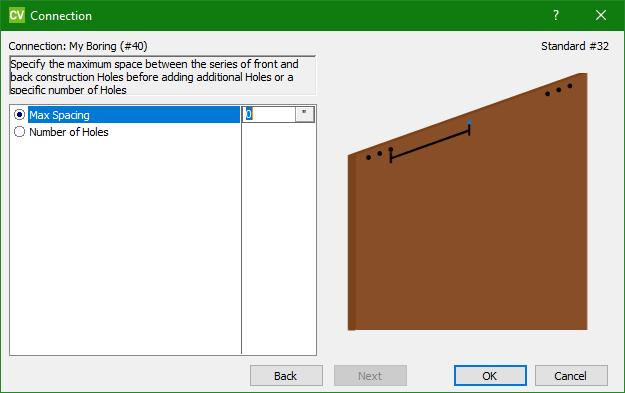 CV Connection ?
Connection: My Boring (#40)
Standard #32
Specify the maximum space between the series of front and
back construction Holes before adding additional Holes or a
specific number of Holes
Max Spacing 0 "
Number of Holes
Back Next OK Cancel